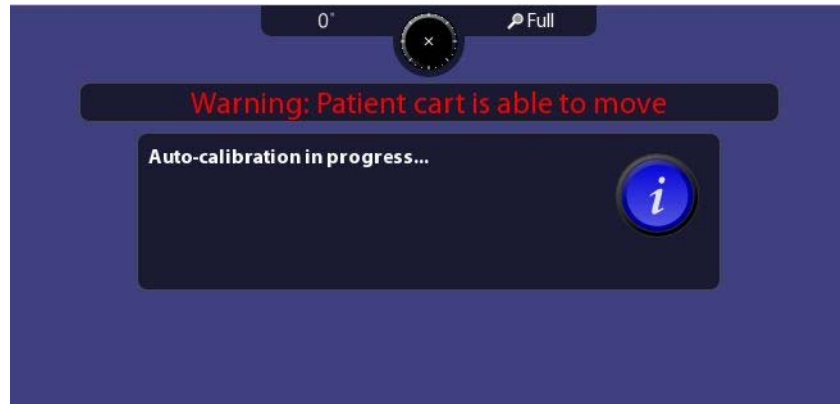 0°
Full
Warning: Patient cart is able to move
Auto-calibration in progress...
i